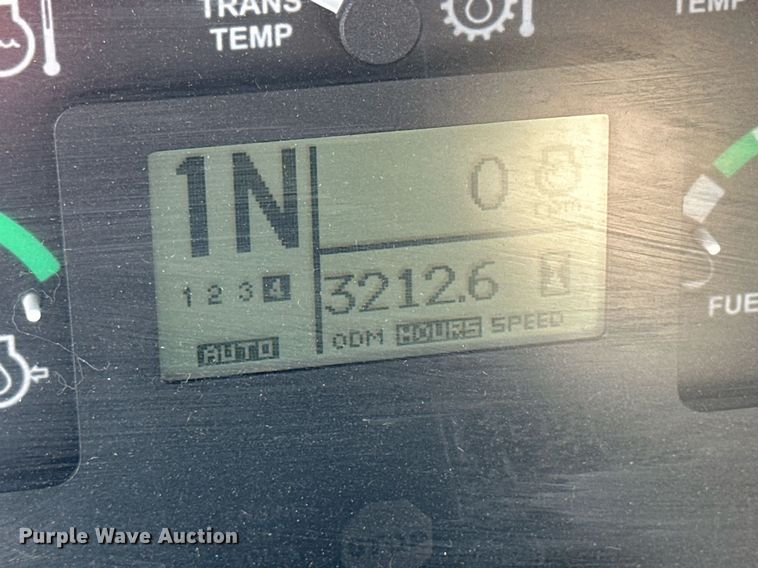 TRANS
TEMP
TEMP
1N
0
1 2 3 4
3212.6
AUTO
ODM HOURS SPEED
FUE
Purple Wave Auction